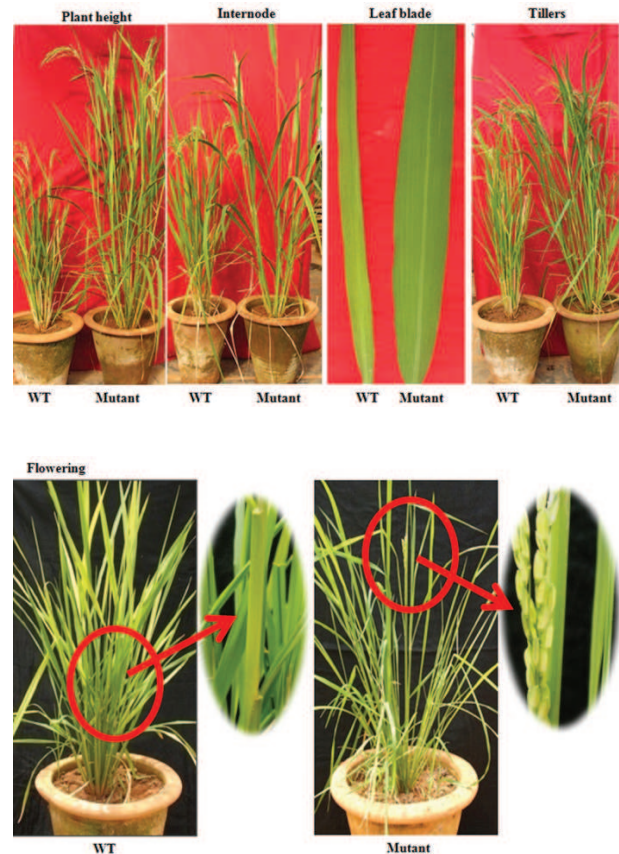 Plant height Internode Leaf blade Tillers
WT Mutant WT Mutant WT Mutant WT Mutant
Flowering
WT Mutant